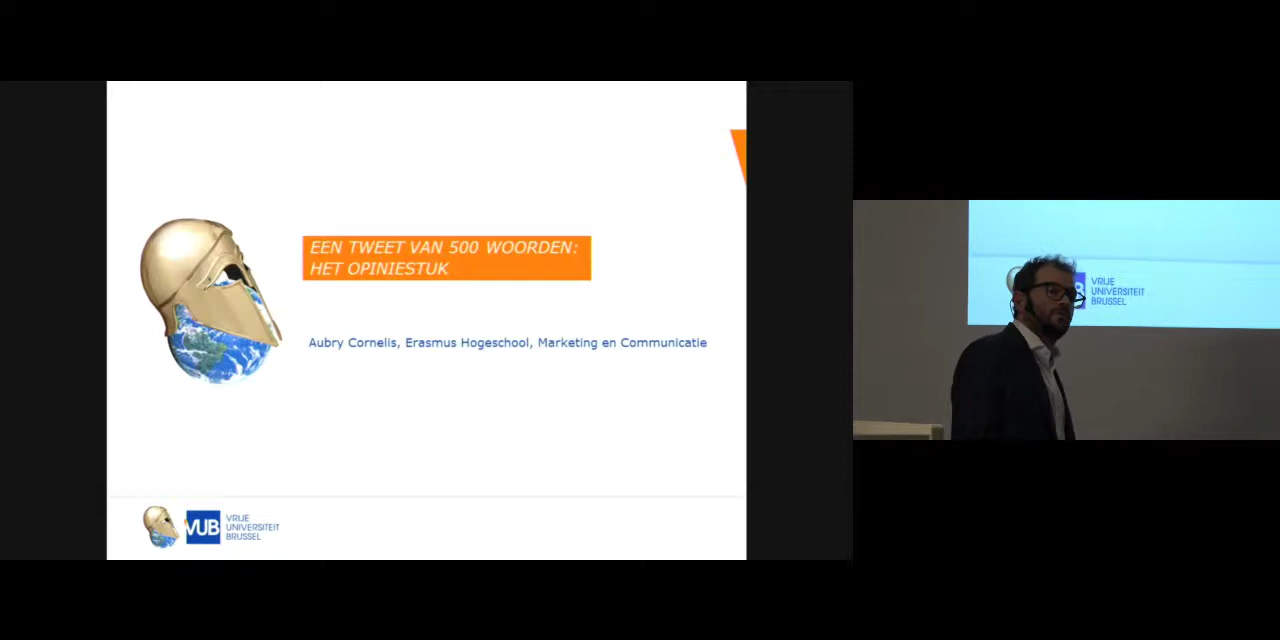 EEN TWEET VAN 500 WOORDEN:
HET OPINIESTUK
Aubry Cornelis, Erasmus Hogeschool, Marketing en Communicatie
VUB
VRIJE
UNIVERSITEIT
BRUSSEL
VRIJE
UNIVERSITEIT
BRUSSEL